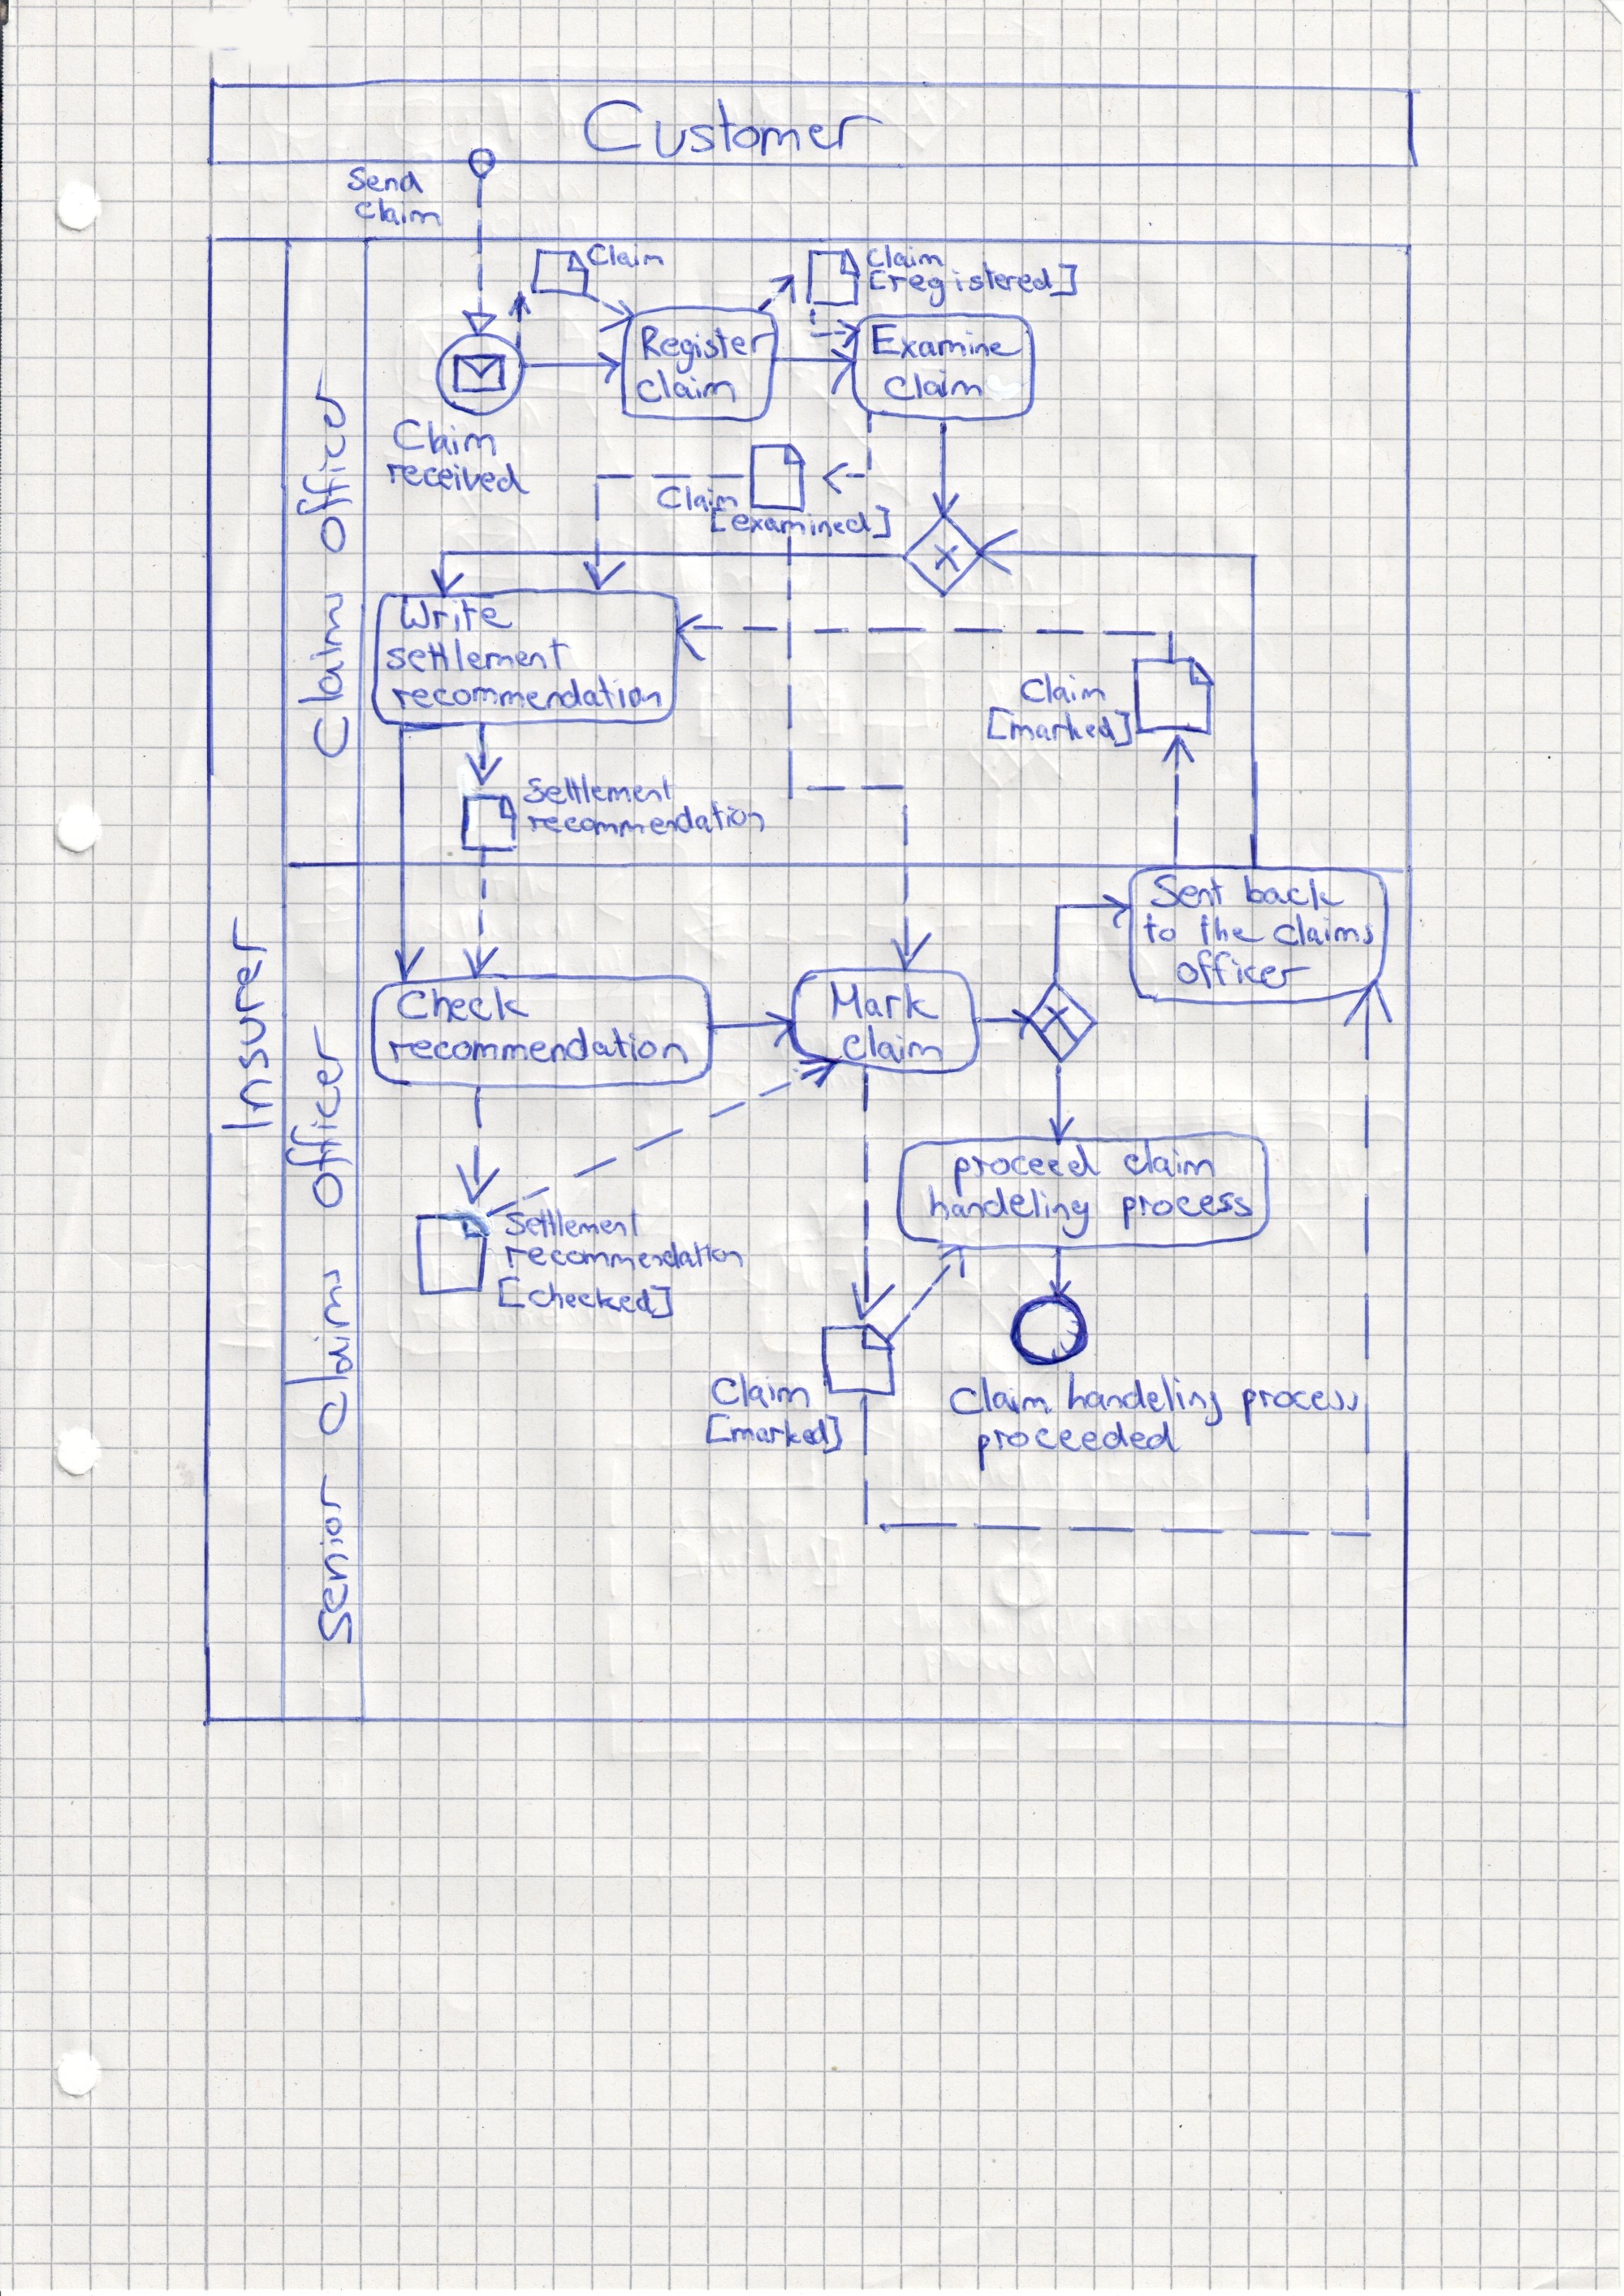 Customer
Send
claim
Claim
Claim
[registered]
Register
claim
Examine
claim
Claim
received
Claim
[examined]
Claim officer
Write
settlement
recommendation
Claim
[marked]
Settlement
recommendation
Insurer
Senior Claims Officer
Sent back
to the claims
officer
Check
recommendation
Mark
claim
proceed claim
handeling process
Settlement
recommendation
[checked]
Claim
[marked]
Claim handeling process
proceeded